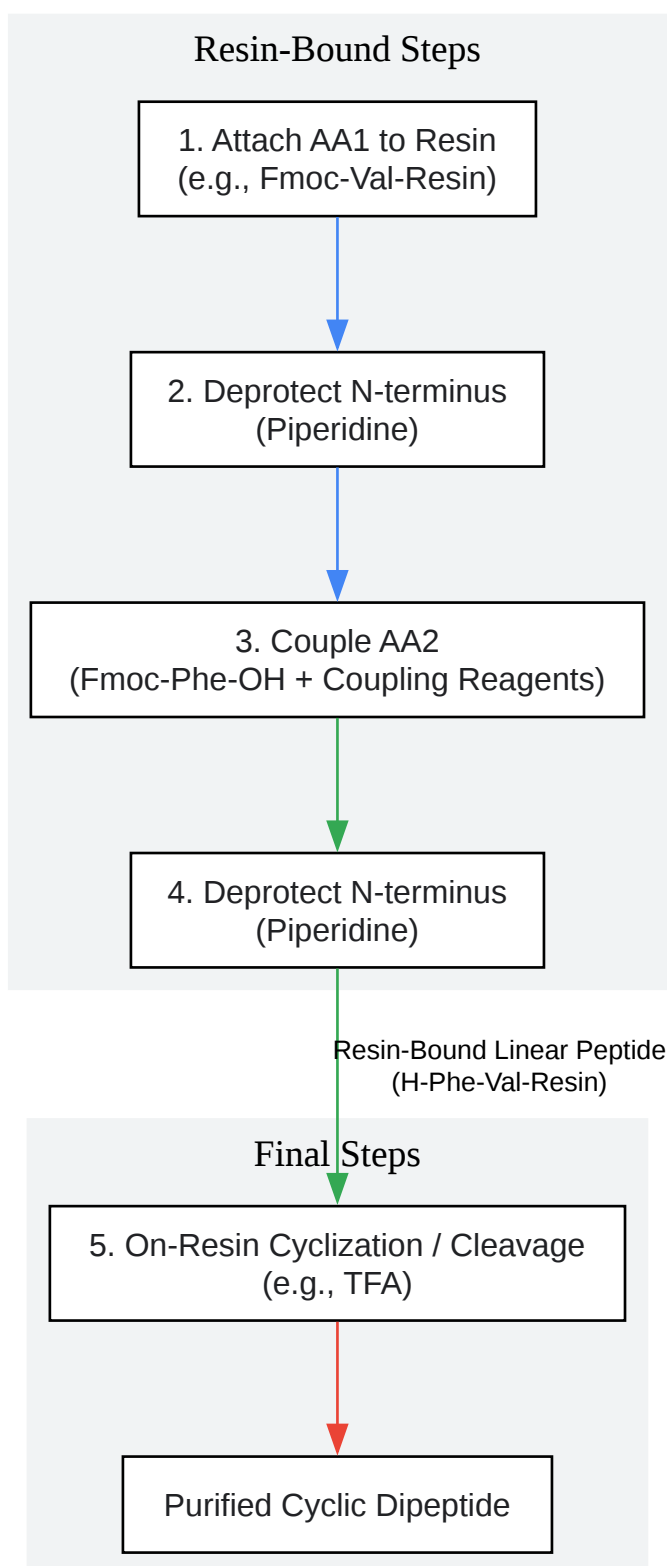 Resin-Bound Steps
1. Attach AA1 to Resin
(e.g., Fmoc-Val-Resin)
2. Deprotect N-terminus
(Piperidine)
3. Couple AA2
(Fmoc-Phe-OH + Coupling Reagents)
4. Deprotect N-terminus
(Piperidine)
Resin-Bound Linear Peptide
(H-Phe-Val-Resin)
Final Steps
5. On-Resin Cyclization / Cleavage
(e.g., TFA)
Purified Cyclic Dipeptide